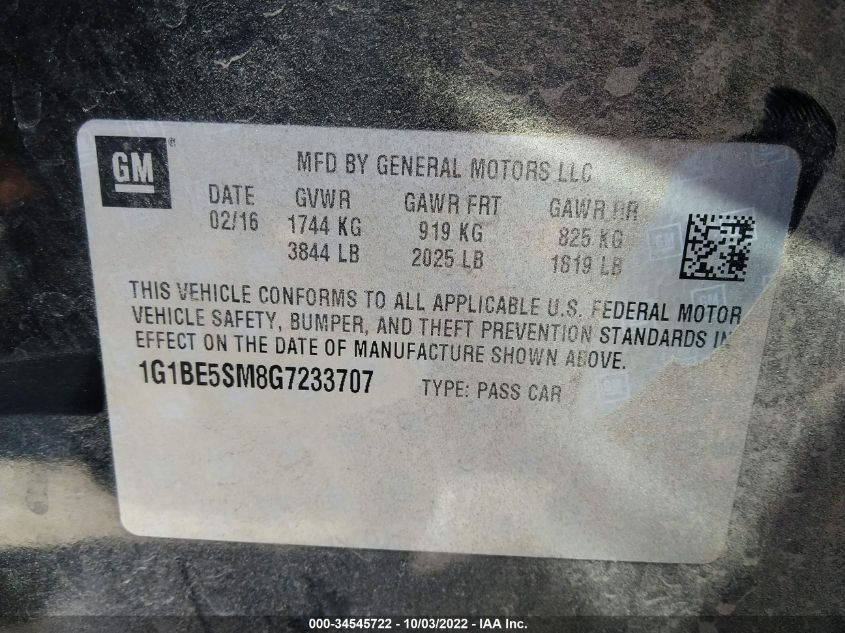 GM ®
MFD BY GENERAL MOTORS LLC
DATE GVWR GAWR FRT GAWR RR
02/16 1744 KG 919 KG 825 KG
3844 LB 2025 LB 1819 LB
THIS VEHICLE CONFORMS TO ALL APPLICABLE U.S. FEDERAL MOTOR
VEHICLE SAFETY, BUMPER, AND THEFT PREVENTION STANDARDS IN
EFFECT ON THE DATE OF MANUFACTURE SHOWN ABOVE.
1G1BE5SM8G7233707 TYPE: PASS CAR
000-34545722 - 10/03/2022 - IAA Inc.